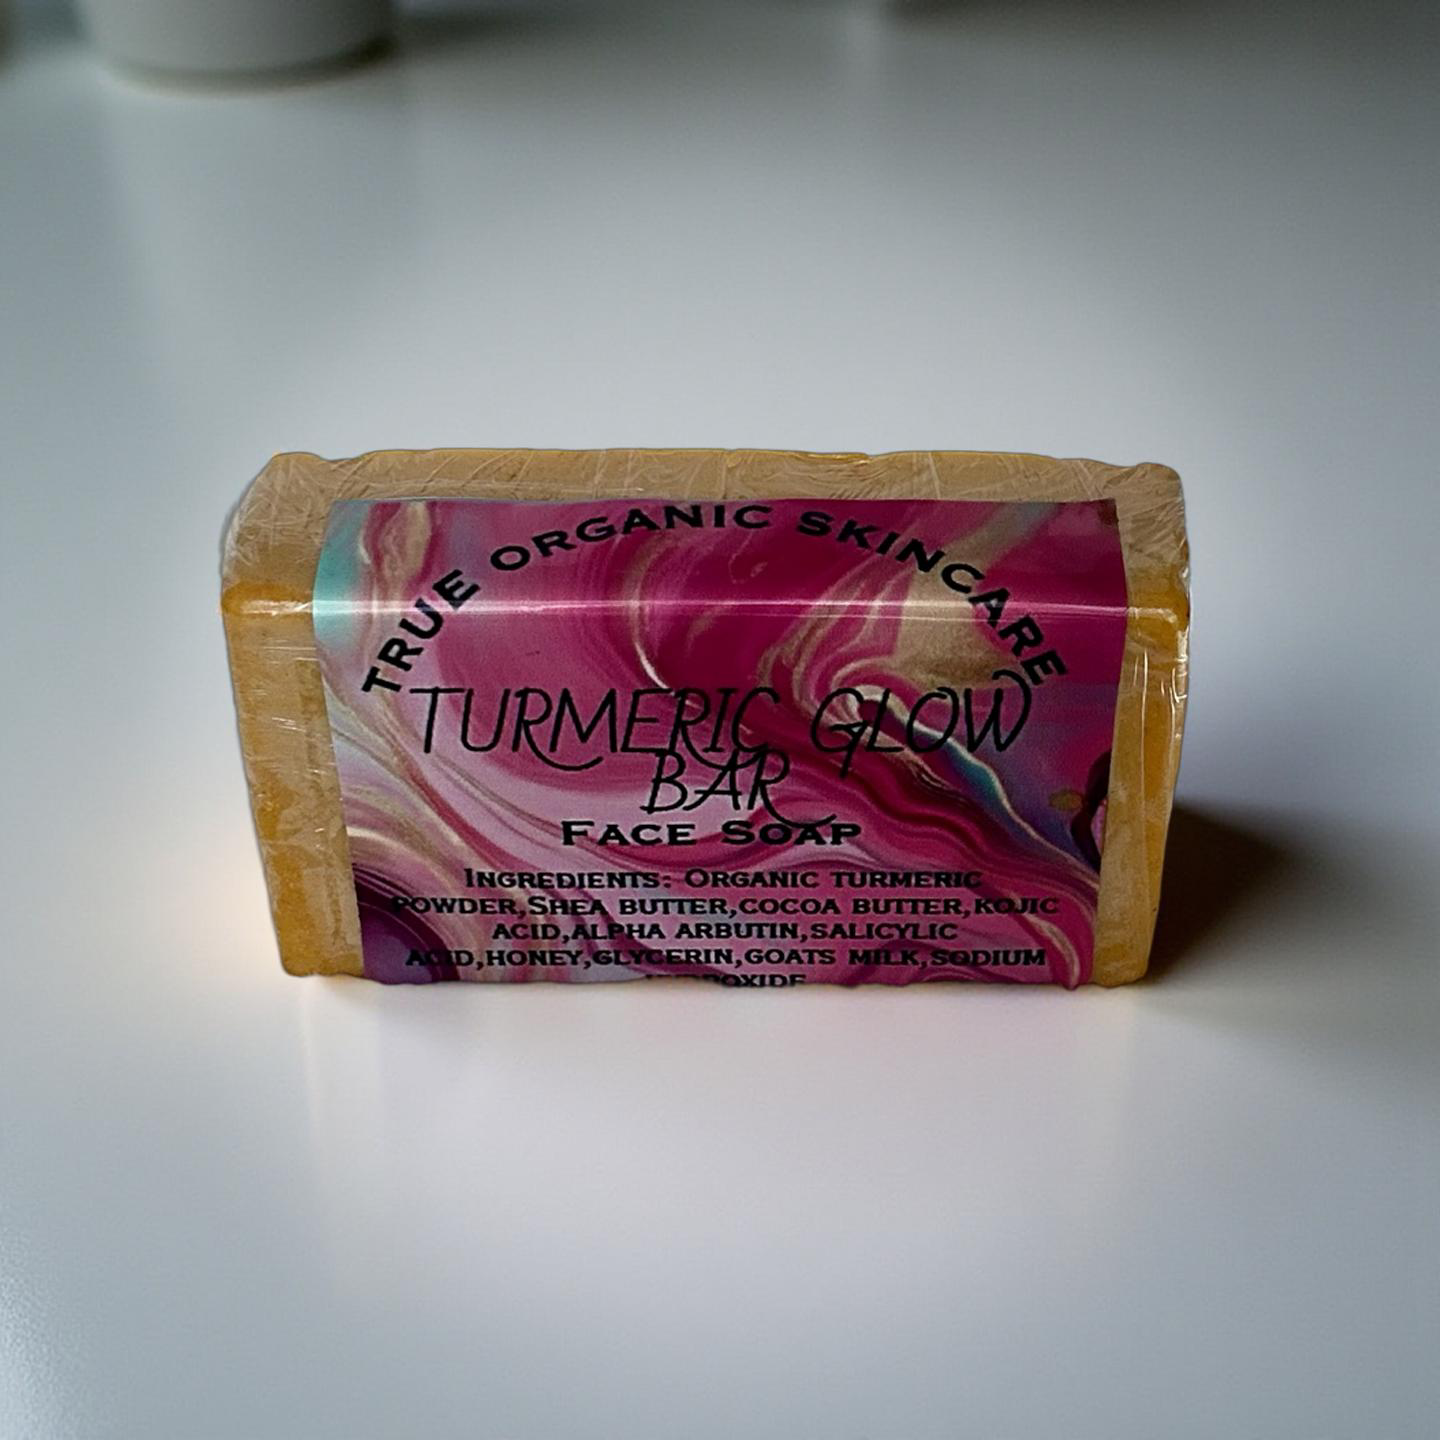 TRUE ORGANIC SKINCARE
TURMERIC GLOW
BAR
FACE SOAP
INGREDIENTS: ORGANIC TURMERIC
POWDER,SHEA BUTTER,COCOA BUTTER,KOJIC
ACID,ALPHA ARBUTIN,SALICYLIC
ACID,HONEY,GLYCERIN,GOATS MILK,SODIUM